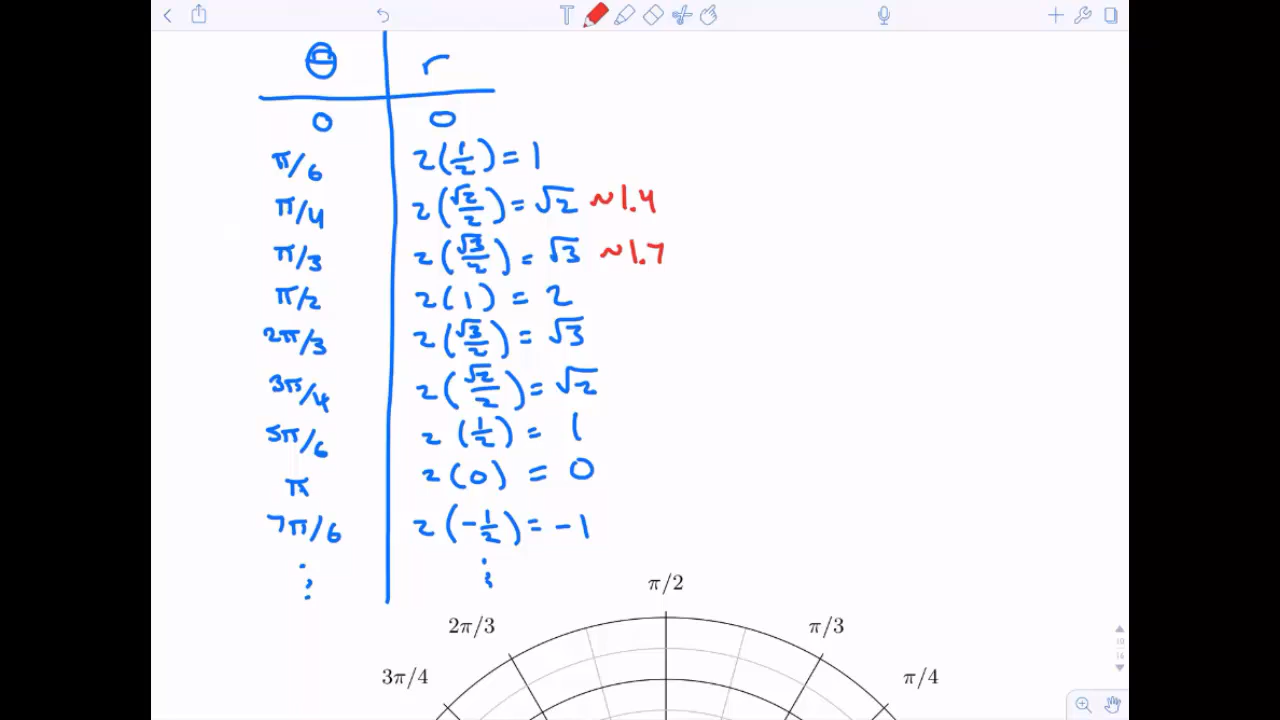 θ r
0 0
π/6 2(1/2) = 1
π/4 2(√2/2) = √2 ~1.4
π/3 2(√3/2) = √3 ~1.7
π/2 2(1) = 2
2π/3 2(√3/2) = √3
3π/4 2(√2/2) = √2
5π/6 2(1/2) = 1
π 2(0) = 0
7π/6 2(-1/2) = -1
⋮ ⋮
π/2
2π/3 π/3
3π/4 π/4